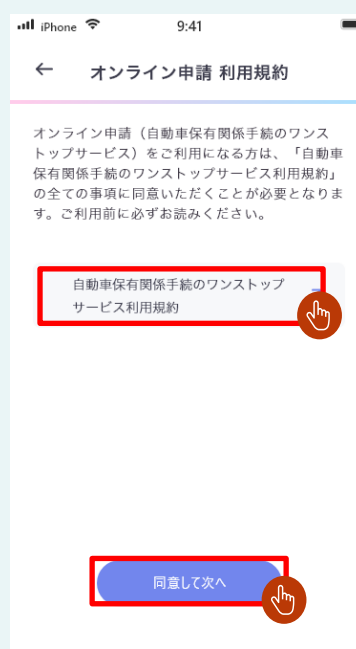 iPhone 9:41
オンライン申請 利用規約
オンライン申請（自動車保有関係手続のワンス
トップサービス）をご利用になる方は、「自動車
保有関係手続のワンストップサービス利用規約」
の全ての事項に同意いただくことが必要となりま
す。ご利用前に必ずお読みください。
自動車保有関係手続のワンストップ
サービス利用規約
同意して次へ